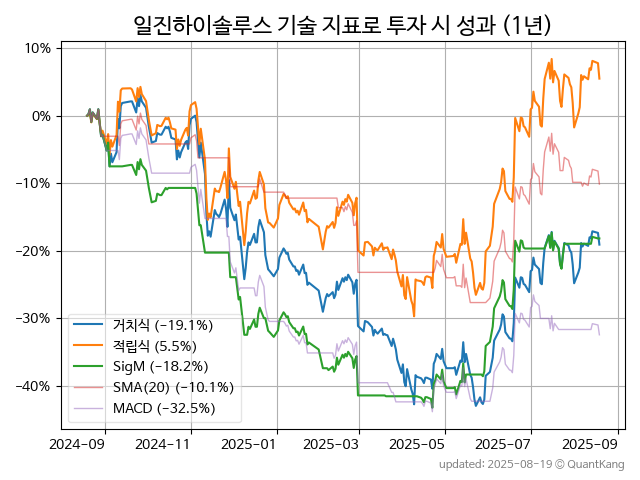 일진하이솔루스 기술 지표로 투자 시 성과 (1년)
10%
0%
−10%
−20%
−30%
−40%
거치식 (−19.1%)
적립식 (5.5%)
SigM (−18.2%)
SMA(20) (−10.1%)
MACD (−32.5%)
2024-09
2024-11
2025-01
2025-03
2025-05
2025-07
2025-09
updated: 2025-08-19 © QuantKang